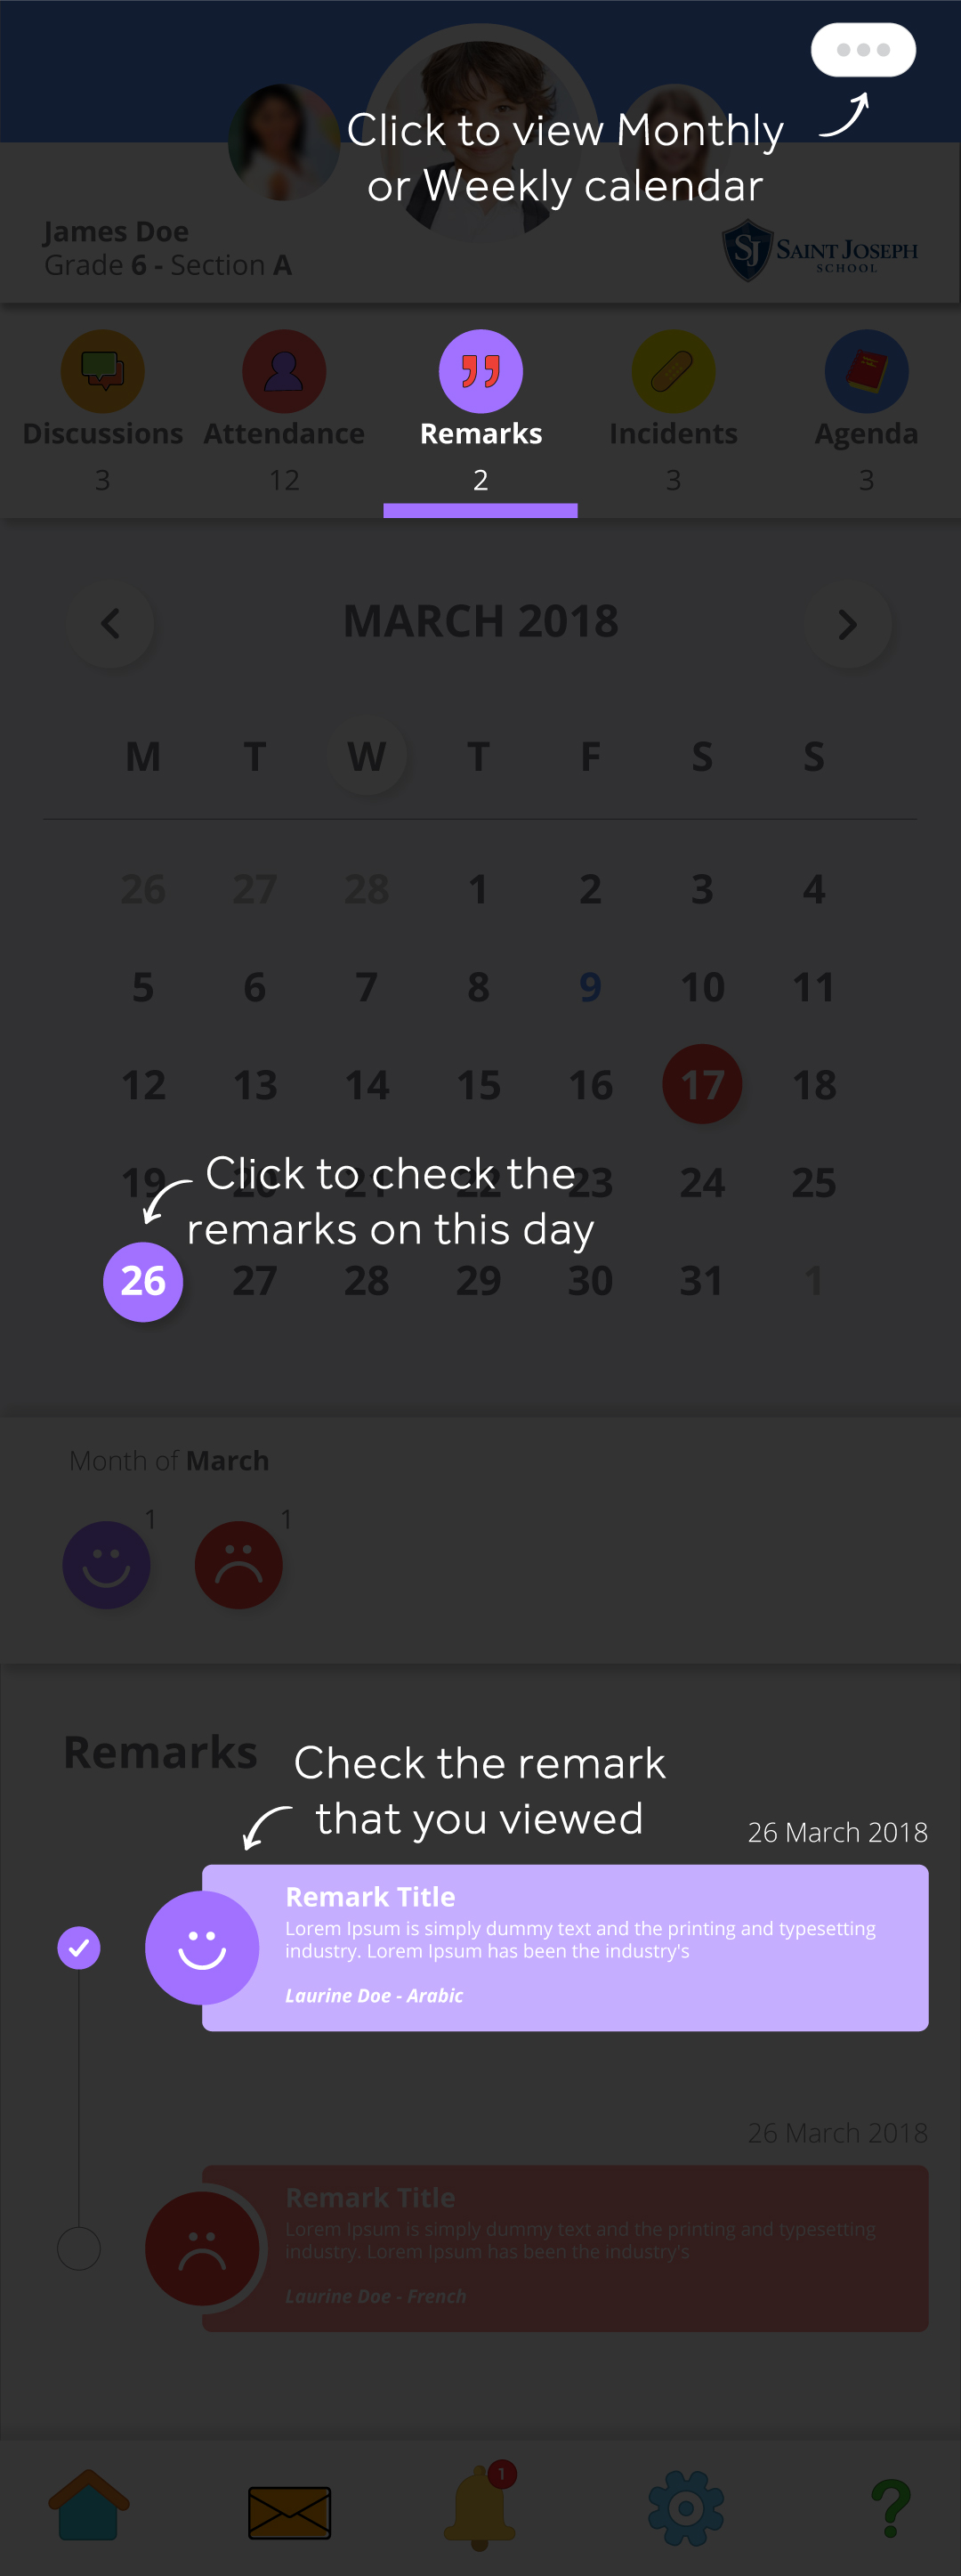 Click to view Monthly
or Weekly calendar
James Doe
Grade 6 - Section A
SJ SAINT JOSEPH
SCHOOL
Discussions Attendance Remarks Incidents Agenda
3 12 2 3 3
MARCH 2018
M T W T F S S
26 27 28 1 2 3 4
5 6 7 8 9 10 11
12 13 14 15 16 17 18
19 20 21 22 23 24 25
Click to check the
remarks on this day
26 27 28 29 30 31 1
Month of March
1 1
Remarks
Check the remark
that you viewed
26 March 2018
Remark Title
Lorem Ipsum is simply dummy text and the printing and typesetting
industry. Lorem Ipsum has been the industry's
Laurine Doe - Arabic
26 March 2018
Remark Title
Lorem Ipsum is simply dummy text and the printing and typesetting
industry. Lorem Ipsum has been the industry's
Laurine Doe - French
1
?